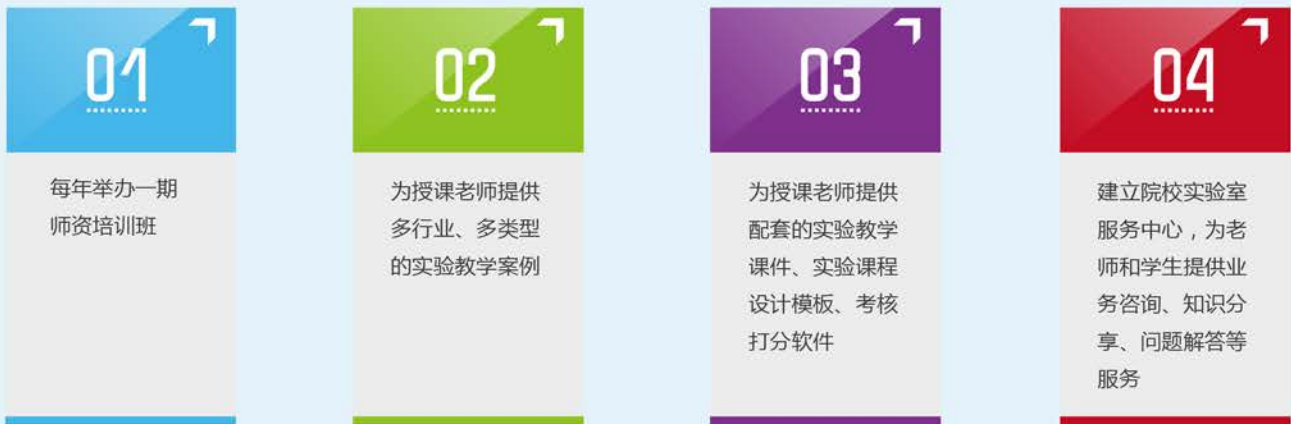 01
每年举办一期
师资培训班
02
为授课老师提供
多行业、多类型
的实验教学案例
03
为授课老师提供
配套的实验教学
课件、实验课程
设计模板、考核
打分软件
04
建立院校实验室
服务中心，为老
师和学生提供业
务咨询、知识分
享、问题解答等
服务